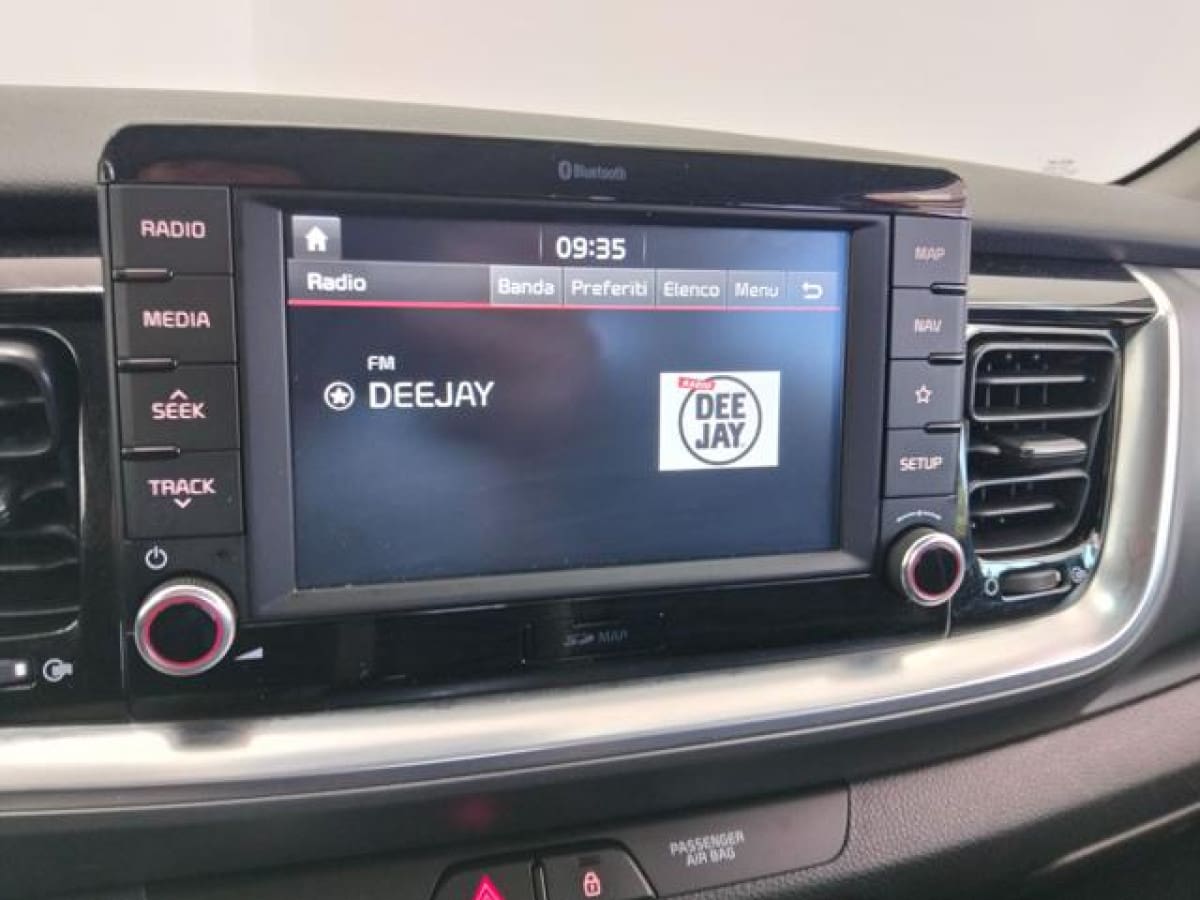 Bluetooth
RADIO
MEDIA
SEEK
TRACK
09:35
Radio
Banda
Preferiti
Elenco
Menu
FM
DEEJAY
RADIO
DEE
JAY
MAP
NAV
SETUP
MAP
PASSENGER
AIR BAG